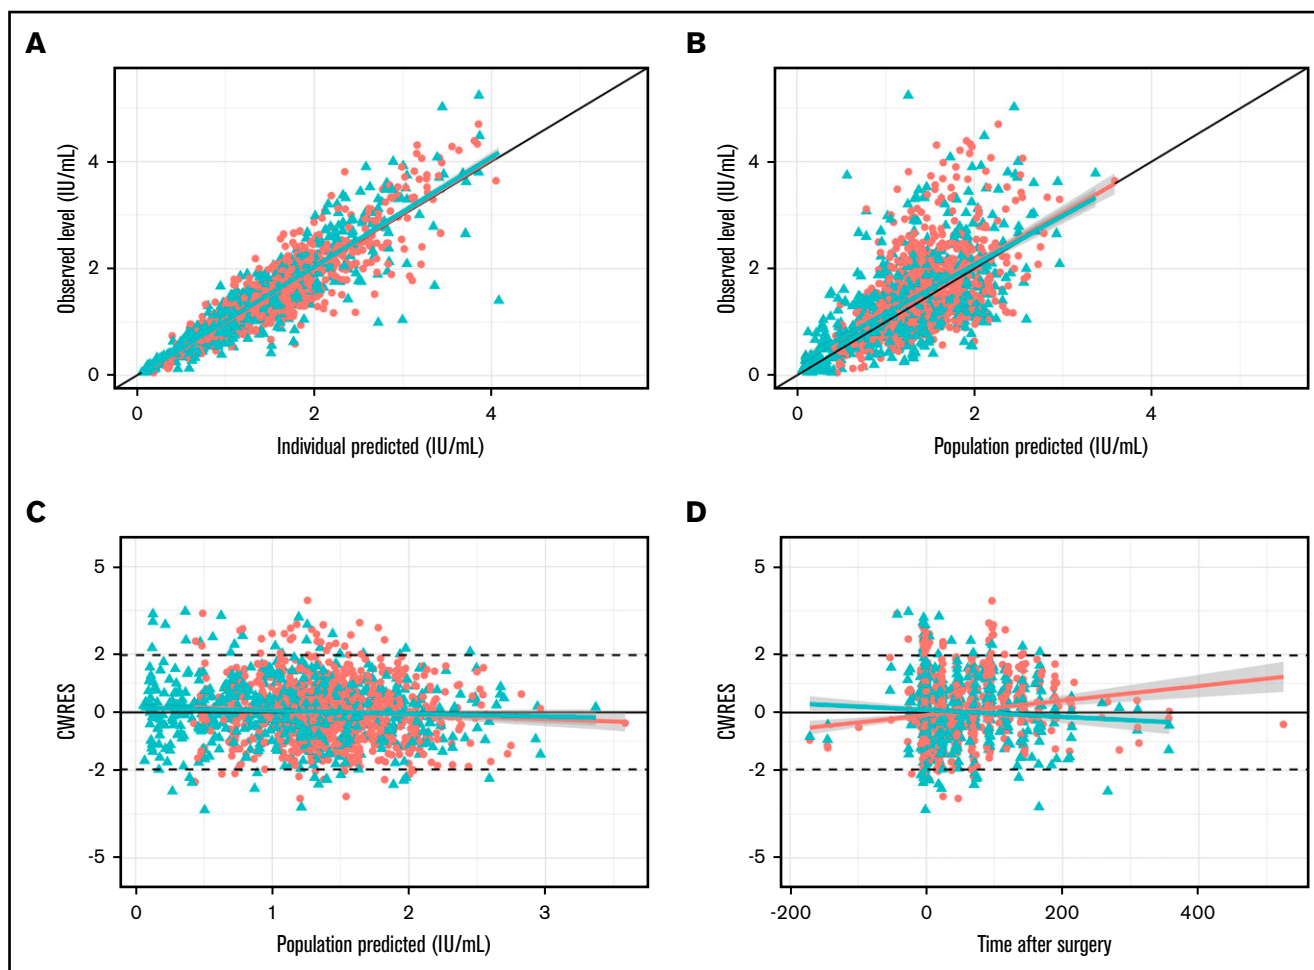 A
Observed level (IU/mL)
4
2
0
0 2 4
Individual predicted (IU/mL)
B
Observed level (IU/mL)
4
2
0
0 2 4
Population predicted (IU/mL)
C
CWRES
5
2
0
-2
-5
0 1 2 3
Population predicted (IU/mL)
D
CWRES
5
2
0
-2
-5
-200 0 200 400
Time after surgery